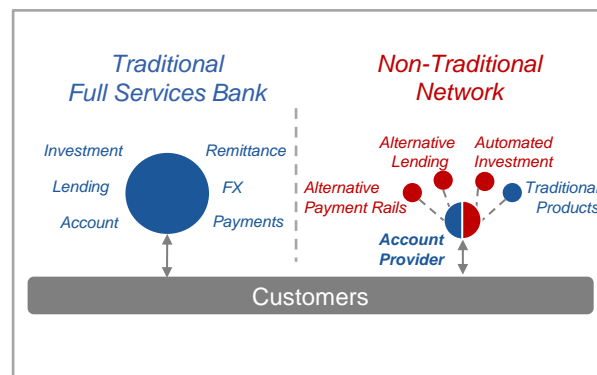 Traditional
Full Services Bank
Investment
Remittance
Lending
FX
Account
Payments
Non-Traditional
Network
Alternative
Lending
Automated
Investment
Alternative
Payment Rails
Traditional
Products
Account
Provider
Customers